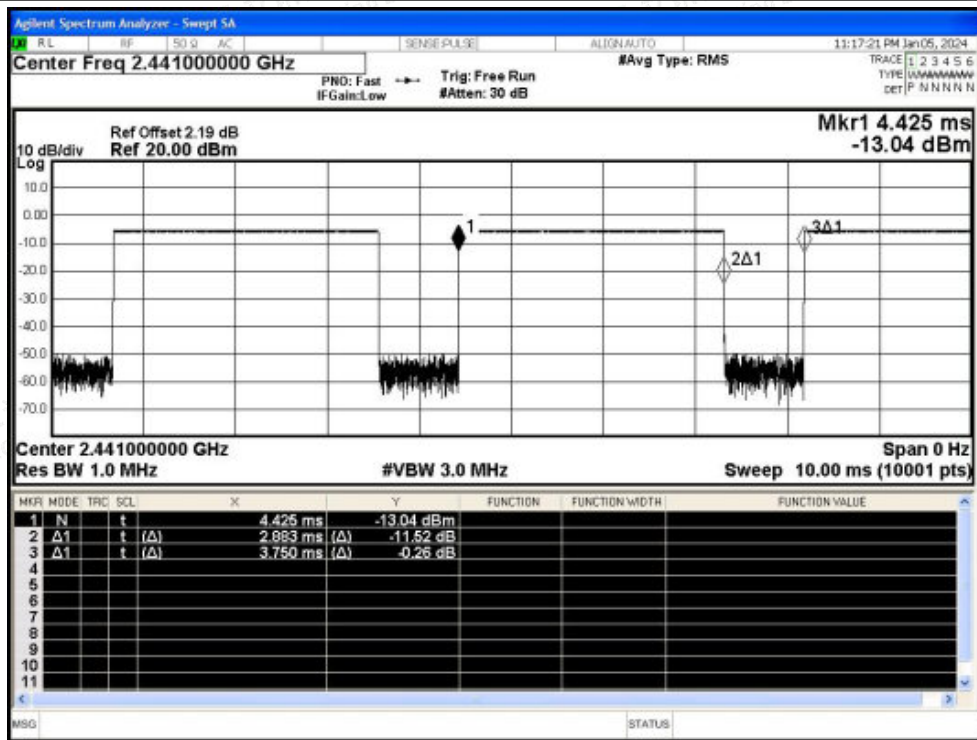 Agilent Spectrum Analyzer - Swept SA
RL RF 50 Ω AC SENSE:PULSE ALIGNAUTO 11:17:21 PM Jan 05, 2024
Center Freq 2.441000000 GHz
PNO: Fast
IFGain:Low
Trig: Free Run
#Atten: 30 dB
#Avg Type: RMS
TRACE 1 2 3 4 5 6
TYPE
DET P N N N N N
Ref Offset 2.19 dB
10 dB/div Ref 20.00 dBm
Log
Mkr1 4.425 ms
-13.04 dBm
10.0
0.00
-10.0
-20.0
-30.0
-40.0
-50.0
-60.0
-70.0
1
2Δ1
3Δ1
Center 2.441000000 GHz Span 0 Hz
Res BW 1.0 MHz #VBW 3.0 MHz Sweep 10.00 ms (10001 pts)
MKR MODE TRC SCL X Y FUNCTION FUNCTION WIDTH FUNCTION VALUE
1 N t 4.425 ms -13.04 dBm
2 Δ1 t (Δ) 2.883 ms (Δ) -11.52 dB
3 Δ1 t (Δ) 3.750 ms (Δ) -0.26 dB
4
5
6
7
8
9
10
11
MSG STATUS